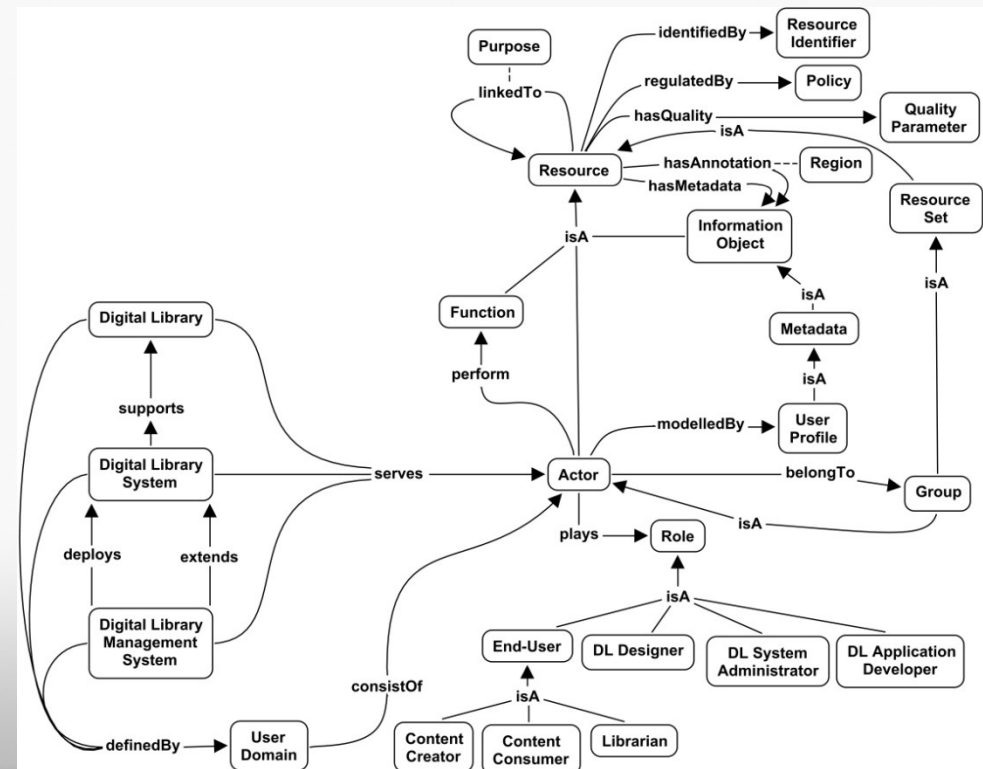 identifiedBy
Resource
Identifier
Purpose
regulatedBy
Policy
linkedTo
hasQuality
Quality
Parameter
isA
Resource
hasAnnotation
Region
hasMetadata
Resource
Set
Information
Object
isA
isA
isA
Digital Library
Function
Metadata
perform
isA
supports
modelledBy
User
Profile
Digital Library
System
serves
Actor
belongTo
Group
isA
deploys
extends
plays
Role
isA
Digital Library
Management
System
End-User
DL Designer
DL System
Administrator
DL Application
Developer
consistOf
isA
definedBy
User
Domain
Content
Creator
Content
Consumer
Librarian